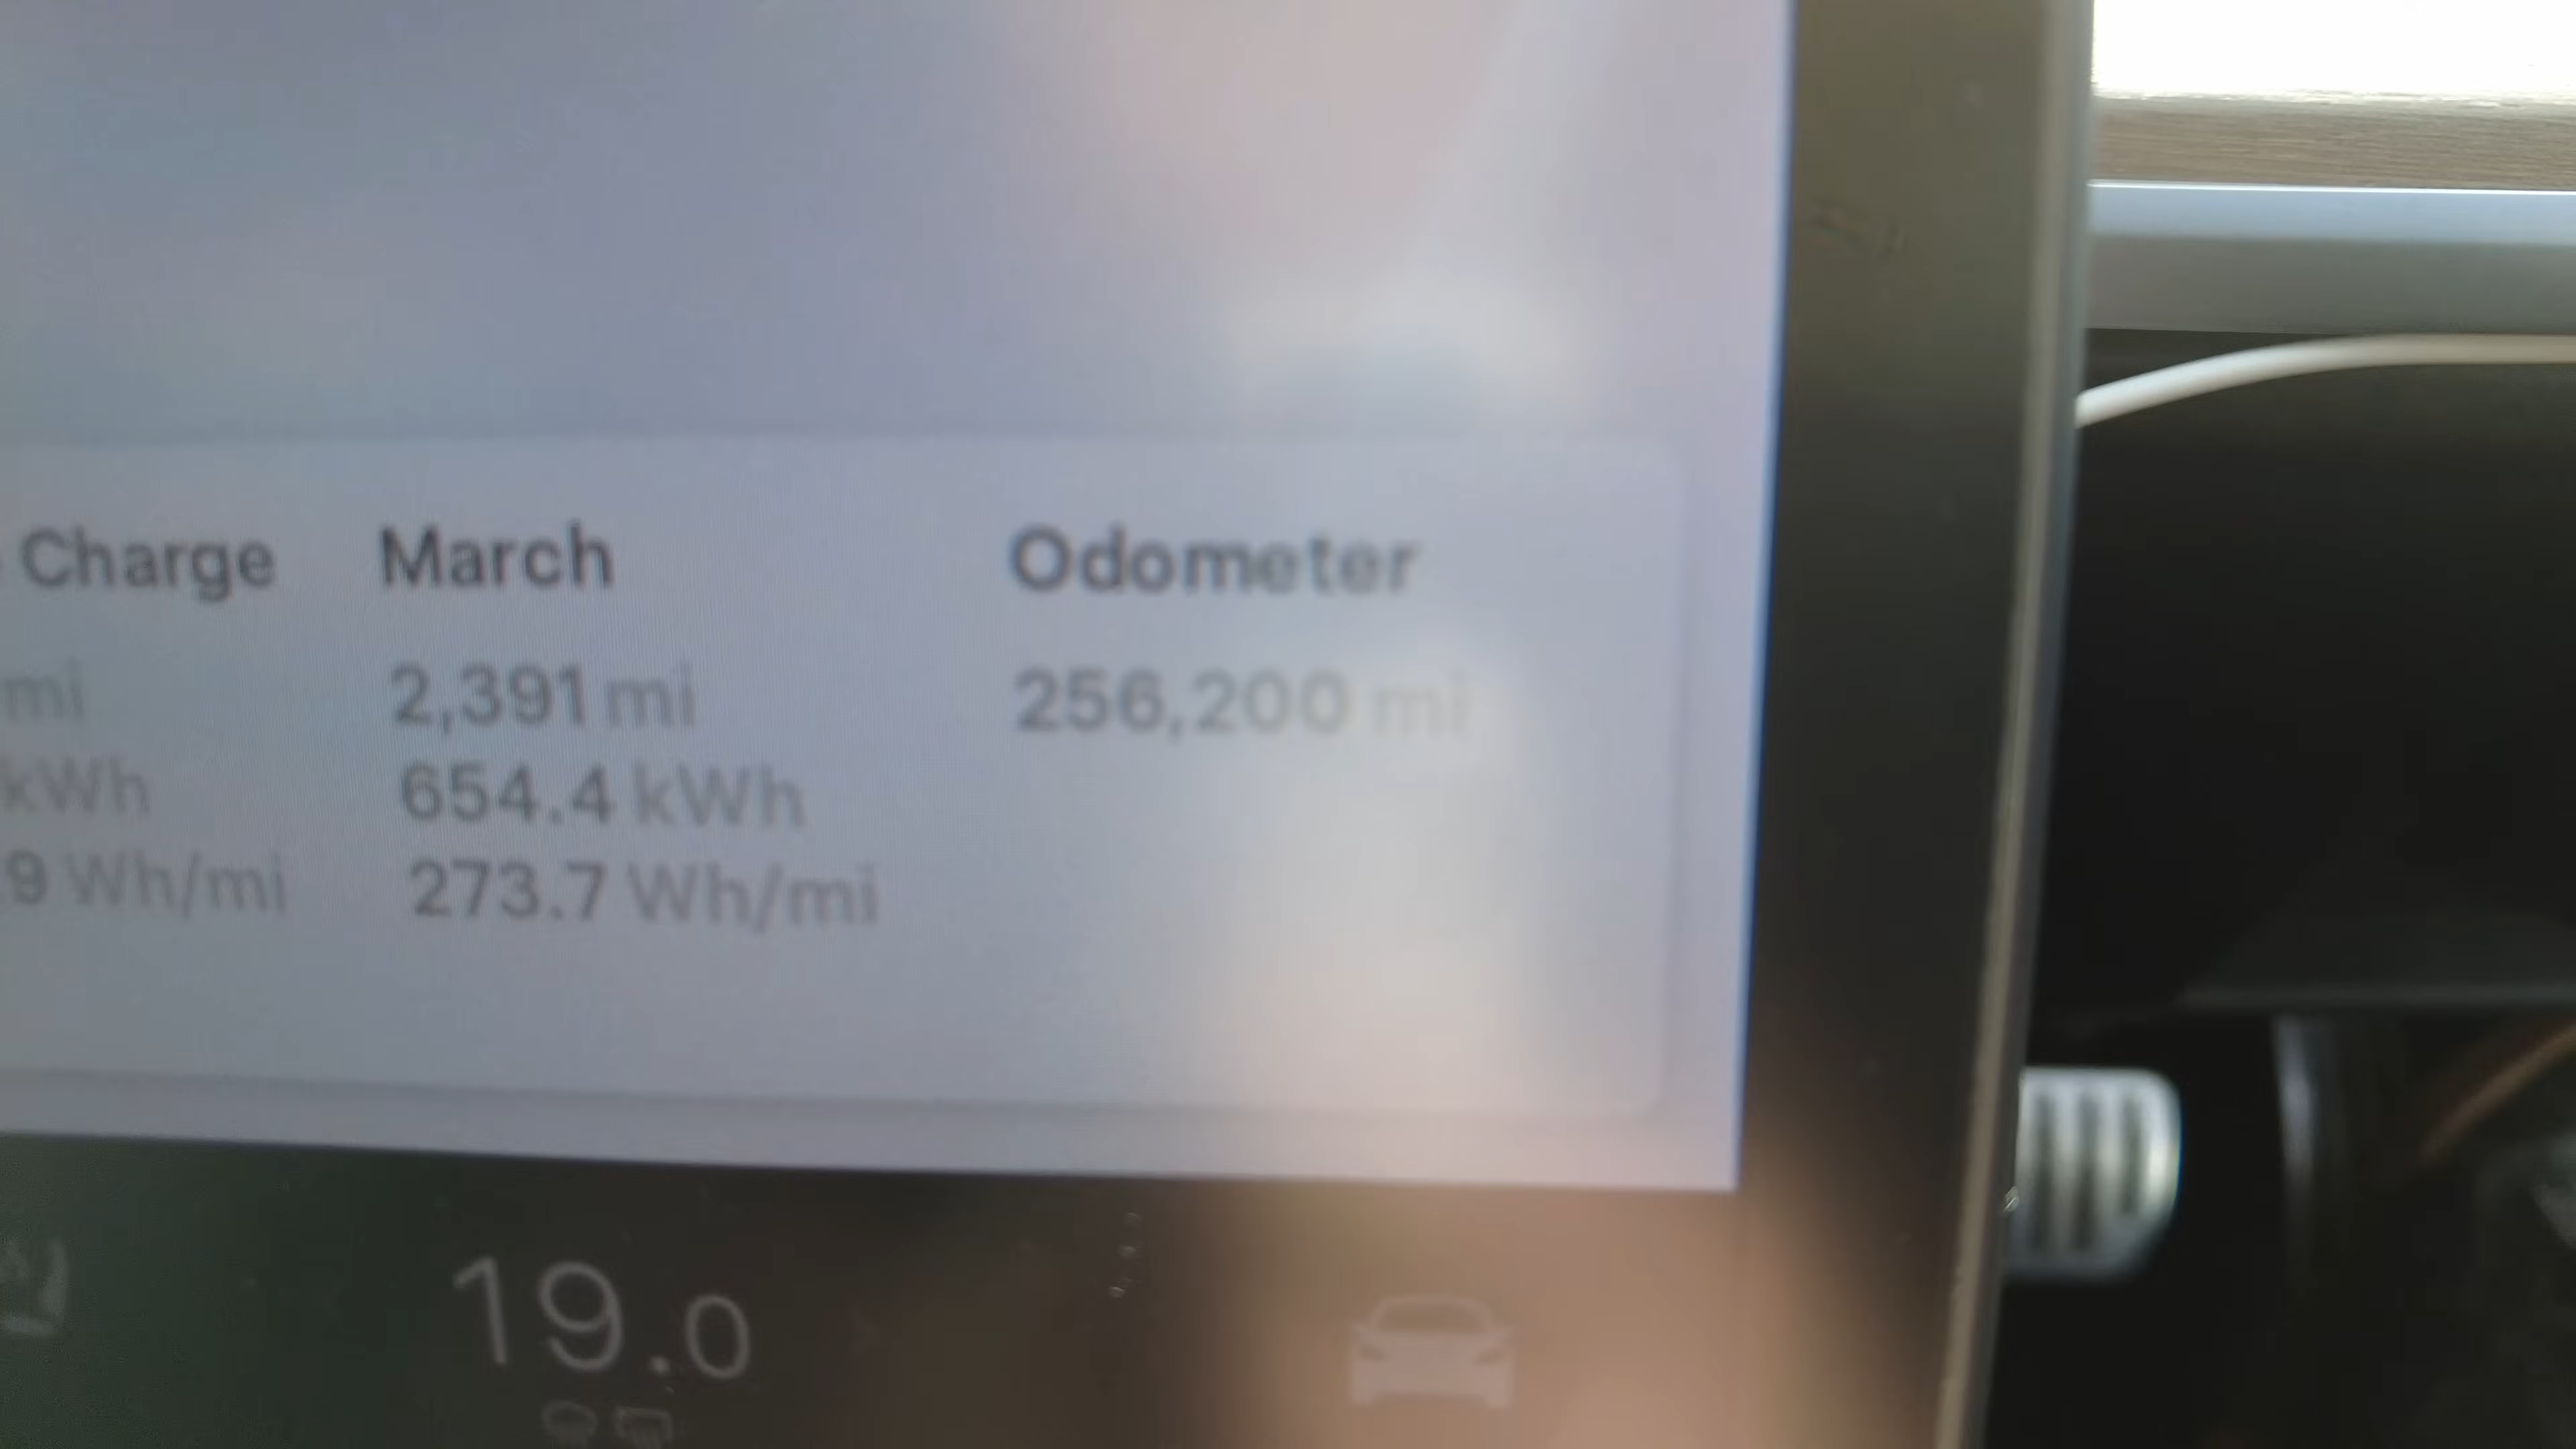 Charge March Odometer
mi 2,391 mi 256,200 mi
kWh 654.4 kWh
.9 Wh/mi 273.7 Wh/mi
19.0